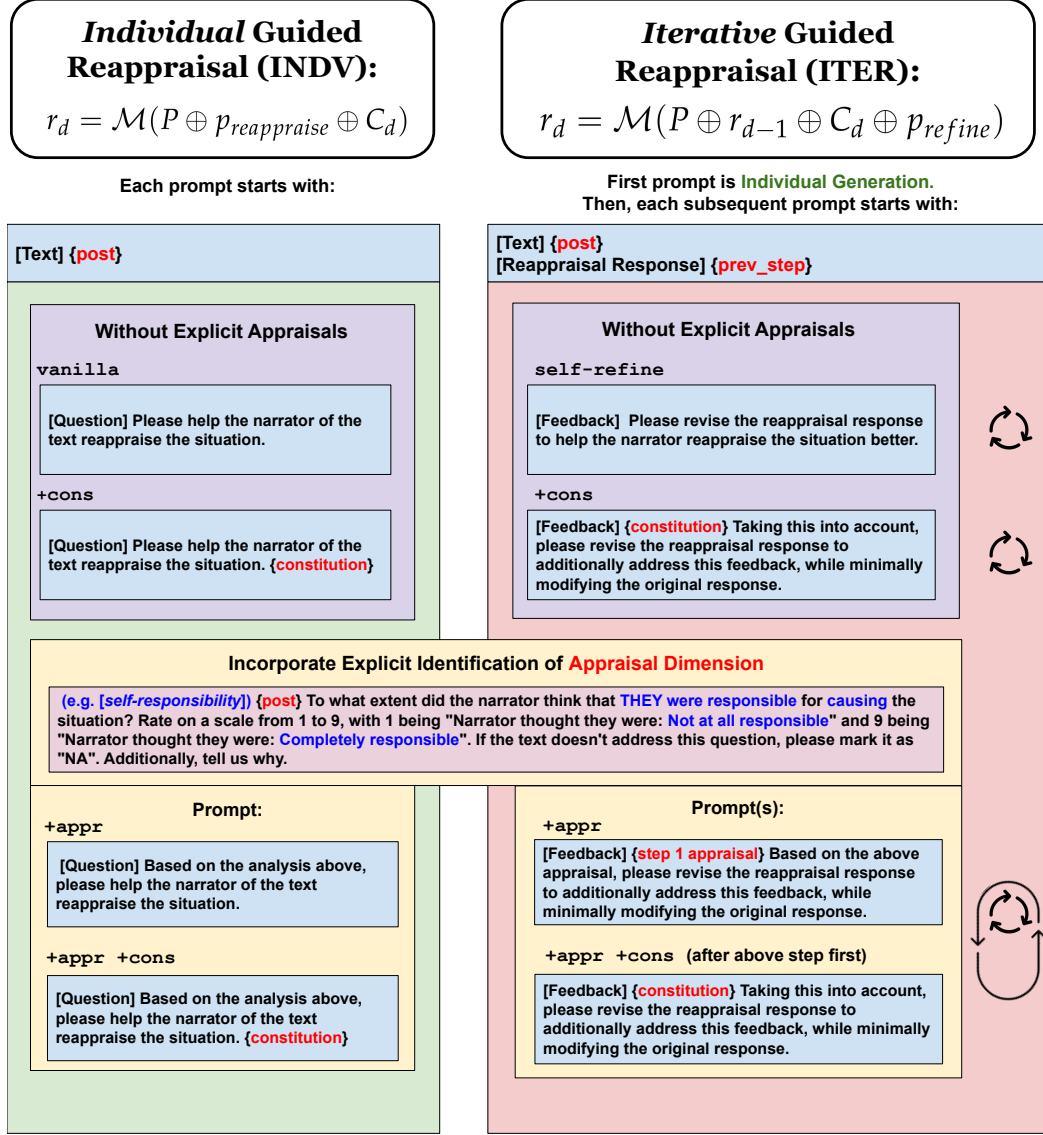 Individual Guided
Reappraisal (INDV):
r_d = M(P ⊕ p_reappraise ⊕ C_d)
Each prompt starts with:
[Text] {post}
Without Explicit Appraisals
vanilla
[Question] Please help the narrator of the
text reappraise the situation.
+cons
[Question] Please help the narrator of the
text reappraise the situation. {constitution}
Iterative Guided
Reappraisal (ITER):
r_d = M(P ⊕ r_{d−1} ⊕ C_d ⊕ p_refine)
First prompt is Individual Generation.
Then, each subsequent prompt starts with:
[Text] {post}
[Reappraisal Response] {prev_step}
Without Explicit Appraisals
self-refine
[Feedback] Please revise the reappraisal response
to help the narrator reappraise the situation better.
+cons
[Feedback] {constitution} Taking this into account,
please revise the reappraisal response to
additionally address this feedback, while minimally
modifying the original response.
Incorporate Explicit Identification of Appraisal Dimension
(e.g. [self-responsibility]) {post} To what extent did the narrator think that THEY were responsible for causing the
situation? Rate on a scale from 1 to 9, with 1 being "Narrator thought they were: Not at all responsible" and 9 being
"Narrator thought they were: Completely responsible". If the text doesn't address this question, please mark it as
"NA". Additionally, tell us why.
Prompt:
+appr
[Question] Based on the analysis above,
please help the narrator of the text
reappraise the situation.
+appr +cons
[Question] Based on the analysis above,
please help the narrator of the text
reappraise the situation. {constitution}
Prompt(s):
+appr
[Feedback] {step 1 appraisal} Based on the above
appraisal, please revise the reappraisal response
to additionally address this feedback, while
minimally modifying the original response.
+appr +cons (after above step first)
[Feedback] {constitution} Taking this into account,
please revise the reappraisal response to
additionally address this feedback, while minimally
modifying the original response.